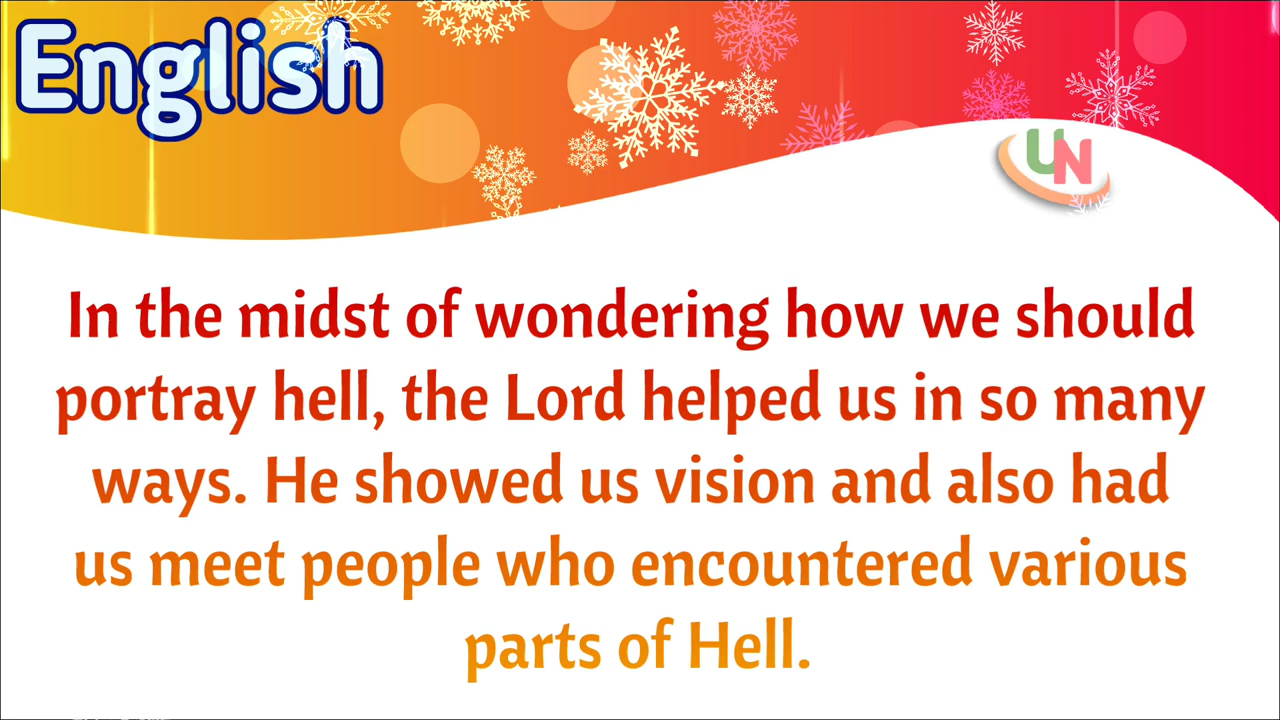 English
UN
In the midst of wondering how we should
portray hell, the Lord helped us in so many
ways. He showed us vision and also had
us meet people who encountered various
parts of Hell.